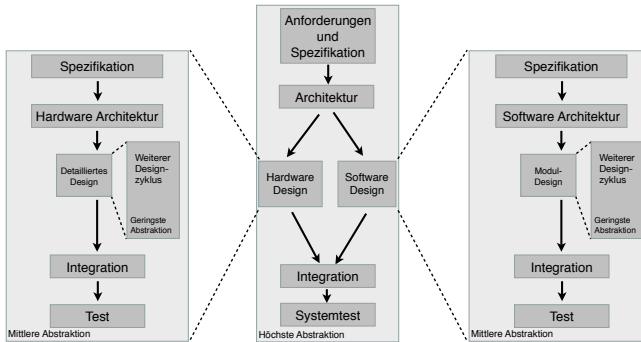 Spezifikation
Hardware Architektur
Detailliertes
Design
Weiterer
Design-
zyklus
Geringste
Abstraktion
Integration
Test
Mittlere Abstraktion
Anforderungen
und
Spezifikation
Architektur
Hardware
Design
Software
Design
Integration
Systemtest
Höchste Abstraktion
Spezifikation
Software Architektur
Modul-
Design
Weiterer
Design-
zyklus
Geringste
Abstraktion
Integration
Test
Mittlere Abstraktion